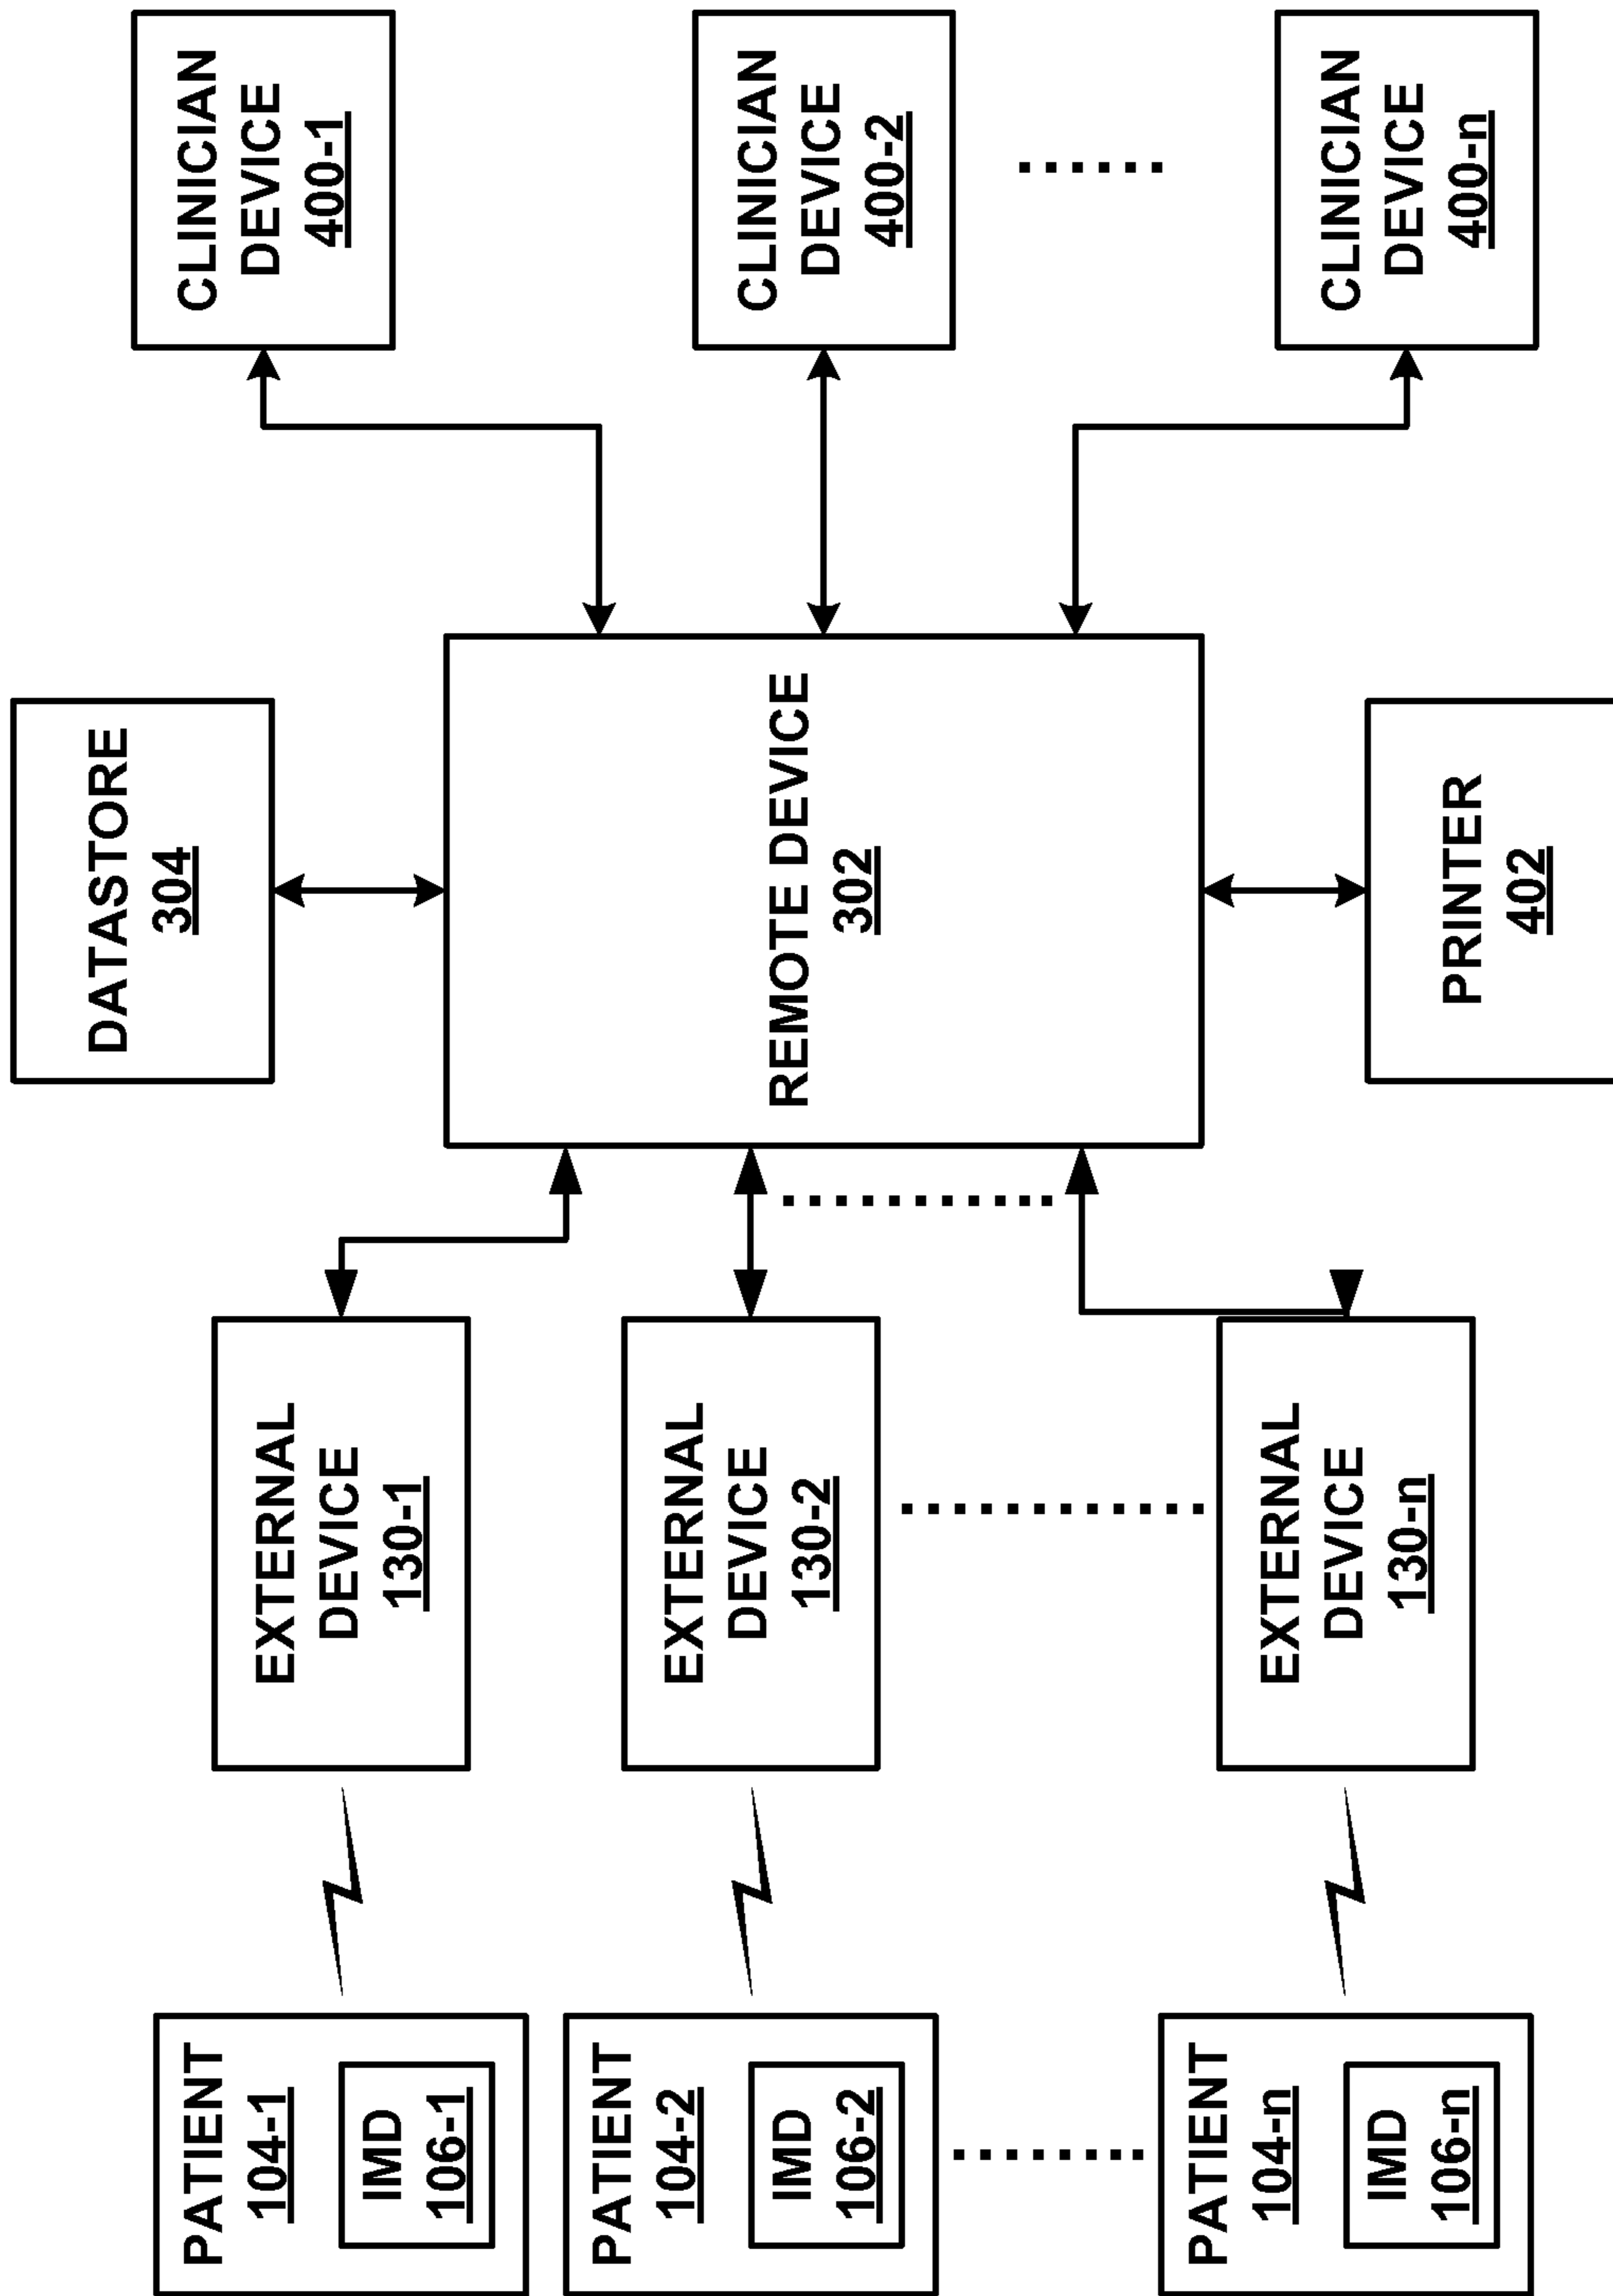 PATIENT
104-1
IMD
106-1
PATIENT
104-2
IMD
106-2
PATIENT
104-n
IMD
106-n
EXTERNAL
DEVICE
130-1
EXTERNAL
DEVICE
130-2
EXTERNAL
DEVICE
130-n
DATASTORE
304
REMOTE DEVICE
302
PRINTER
402
CLINICIAN
DEVICE
400-1
CLINICIAN
DEVICE
400-2
CLINICIAN
DEVICE
400-n